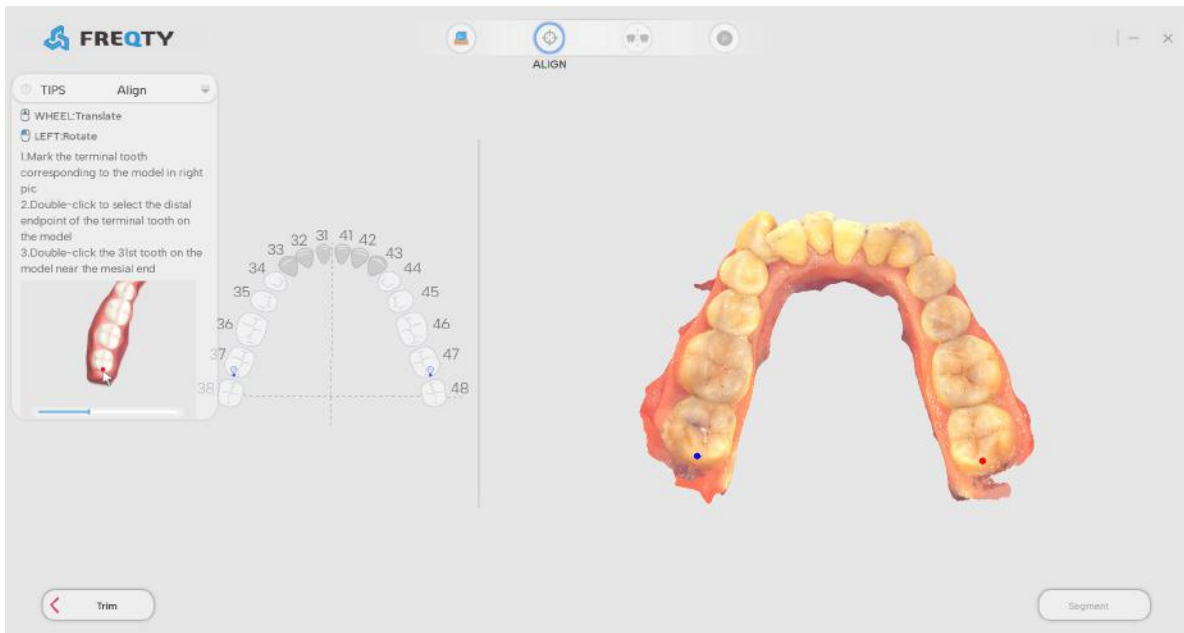 FREQTY
ALIGN
TIPS Align
WHEEL:Translate
LEFT:Rotate
1.Mark the terminal tooth
corresponding to the model in right
pic
2.Double-click to select the distal
endpoint of the terminal tooth on
the model
3.Double-click the 31st tooth on the
model near the mesial end
31 41
32 42
33 43
34 44
35 45
36 46
37 47
38 48
Trim
Segment